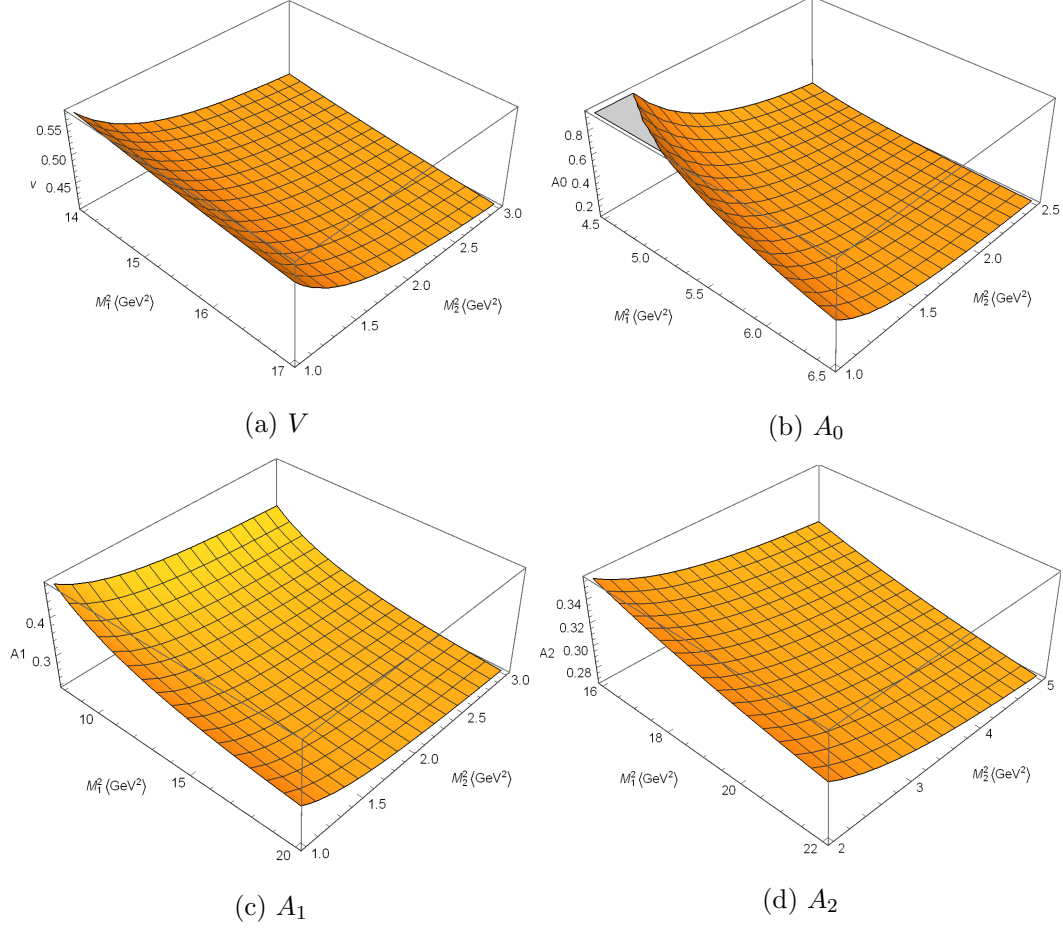 0.55
0.50
v 0.45
14
15
16
17
M₁²(GeV²)
1.0
1.5
2.0
2.5
3.0
M₂²(GeV²)
(a) V
0.8
0.6
A0 0.4
0.2
4.5
5.0
5.5
6.0
6.5
M₁²(GeV²)
1.0
1.5
2.0
2.5
M₂²(GeV²)
(b) A₀
0.4
A1 0.3
10
15
20
M₁²(GeV²)
1.0
1.5
2.0
2.5
3.0
M₂²(GeV²)
(c) A₁
0.34
0.32
A2 0.30
0.28
16
18
20
22
M₁²(GeV²)
2
3
4
5
M₂²(GeV²)
(d) A₂